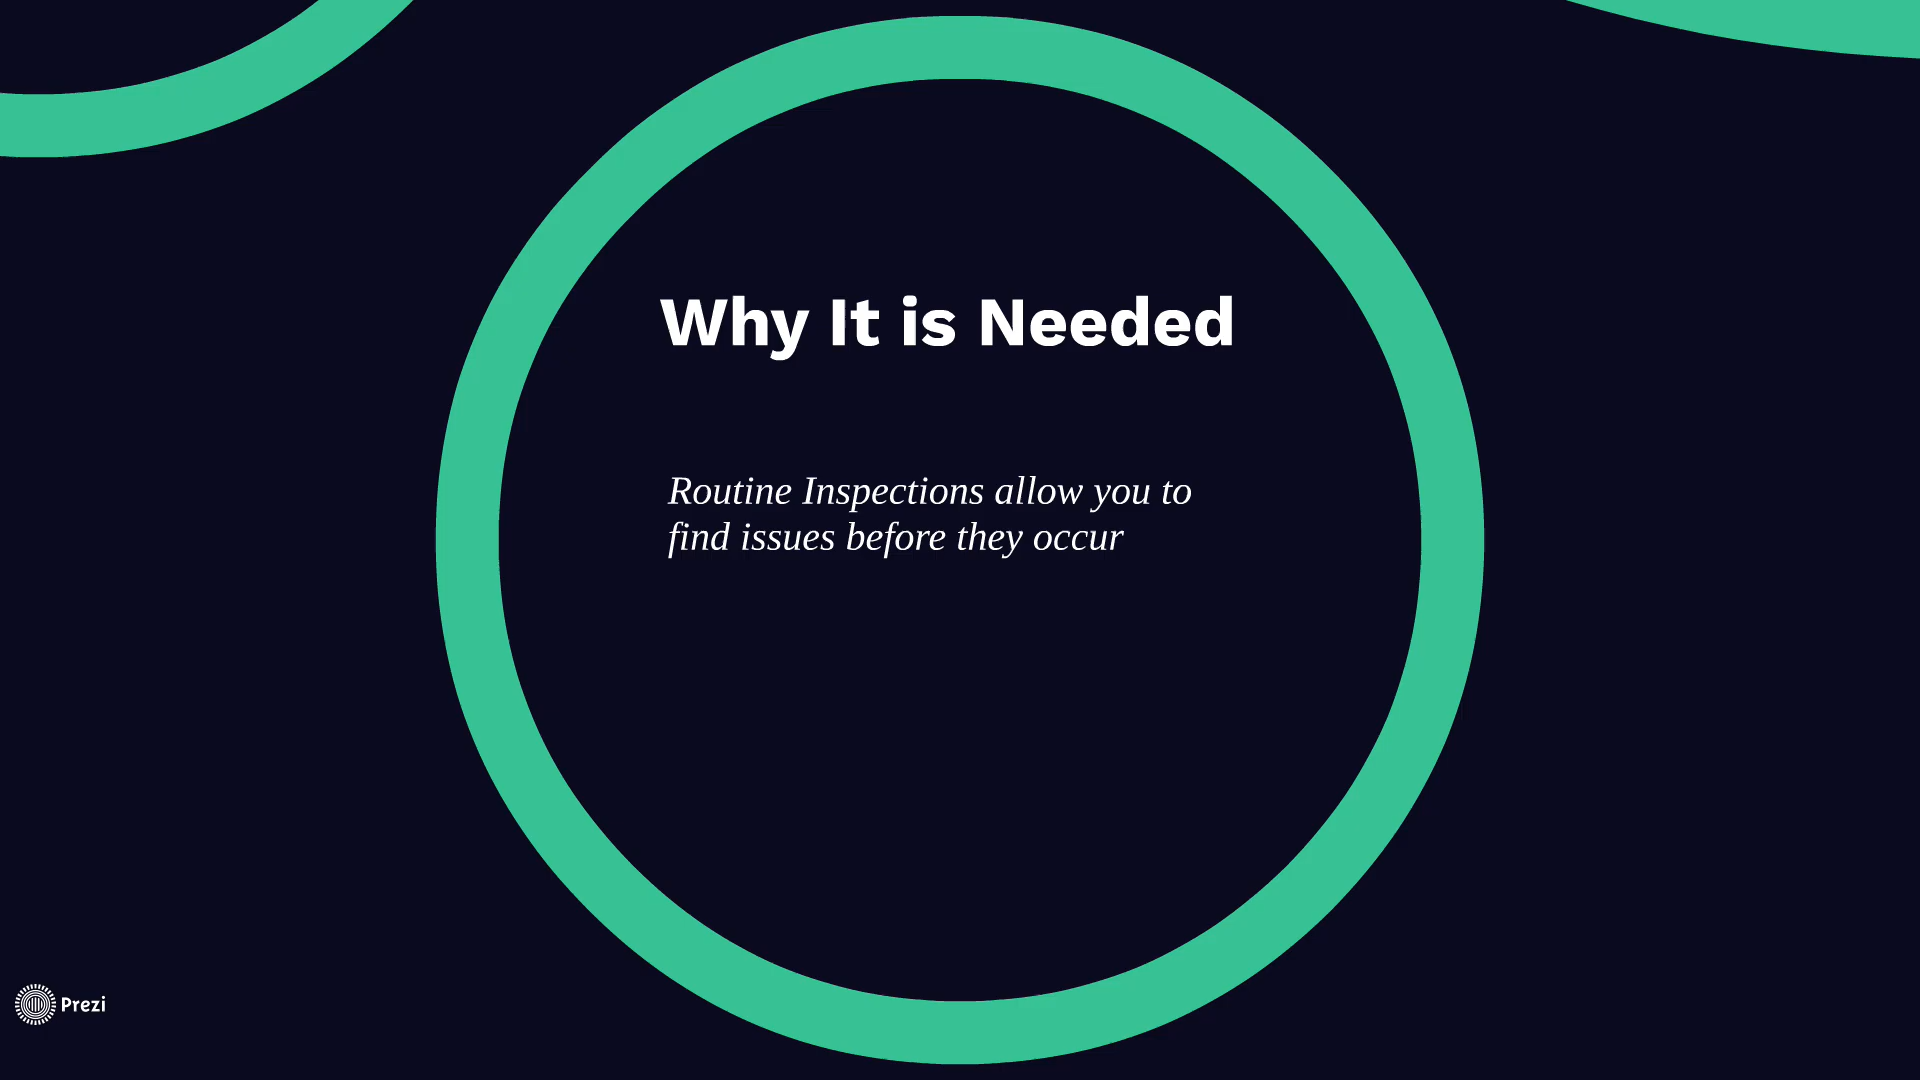 Why It is Needed
Routine Inspections allow you to
find issues before they occur
Prezi